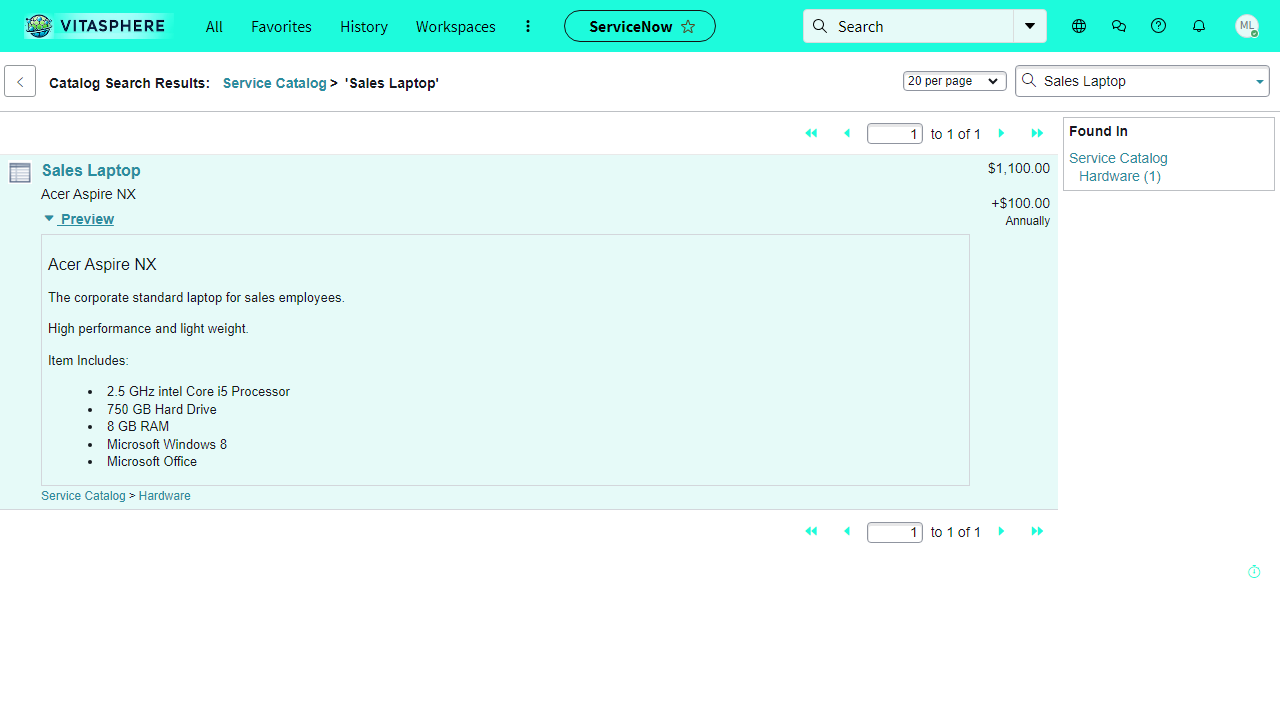 VITASPHERE All Favorites History Workspaces ServiceNow Search ML
Catalog Search Results: Service Catalog > 'Sales Laptop' 20 per page Sales Laptop
1 to 1 of 1
Found In
Service Catalog
Hardware (1)
Sales Laptop $1,100.00
Acer Aspire NX +$100.00
Preview Annually
Acer Aspire NX
The corporate standard laptop for sales employees.
High performance and light weight.
Item Includes:
• 2.5 GHz intel Core i5 Processor
• 750 GB Hard Drive
• 8 GB RAM
• Microsoft Windows 8
• Microsoft Office
Service Catalog > Hardware
1 to 1 of 1